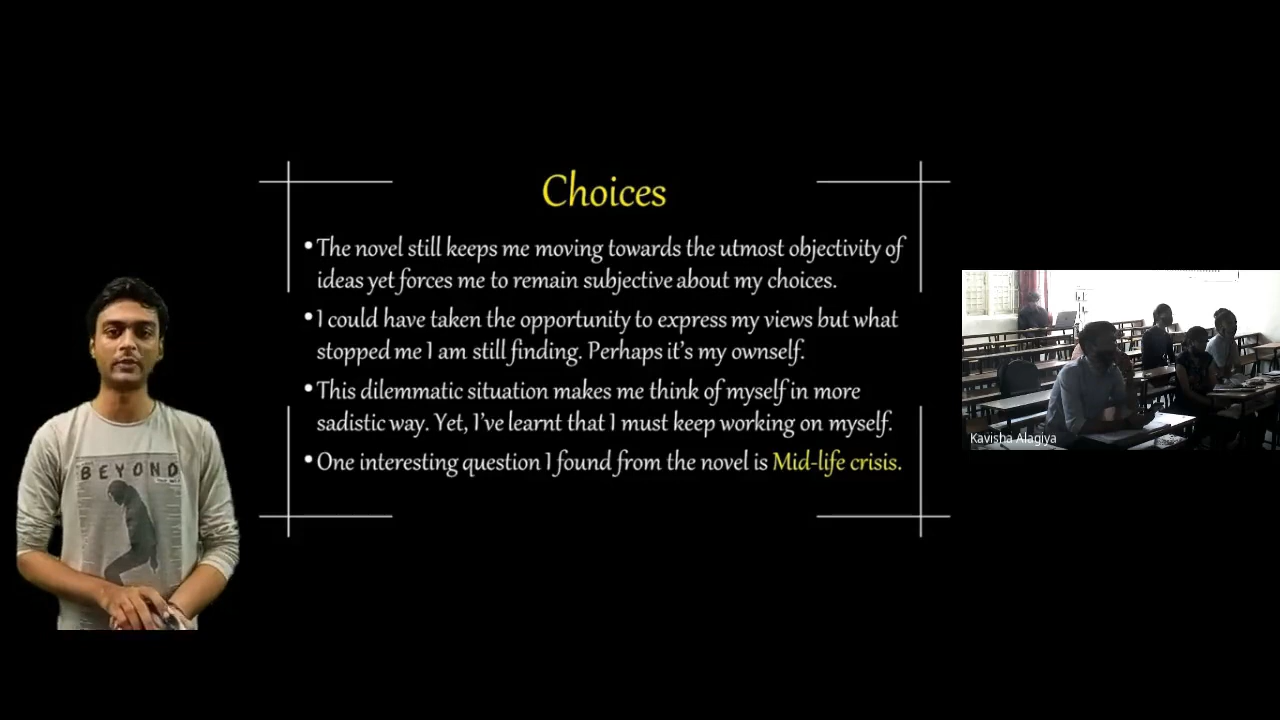 Choices
•The novel still keeps me moving towards the utmost objectivity of
ideas yet forces me to remain subjective about my choices.
•I could have taken the opportunity to express my views but what
stopped me I am still finding. Perhaps it's my ownself.
•This dilemmatic situation makes me think of myself in more
sadistic way. Yet, I've learnt that I must keep working on myself.
•One interesting question I found from the novel is Mid-life crisis.
BEYOND
Kavisha Alagiya